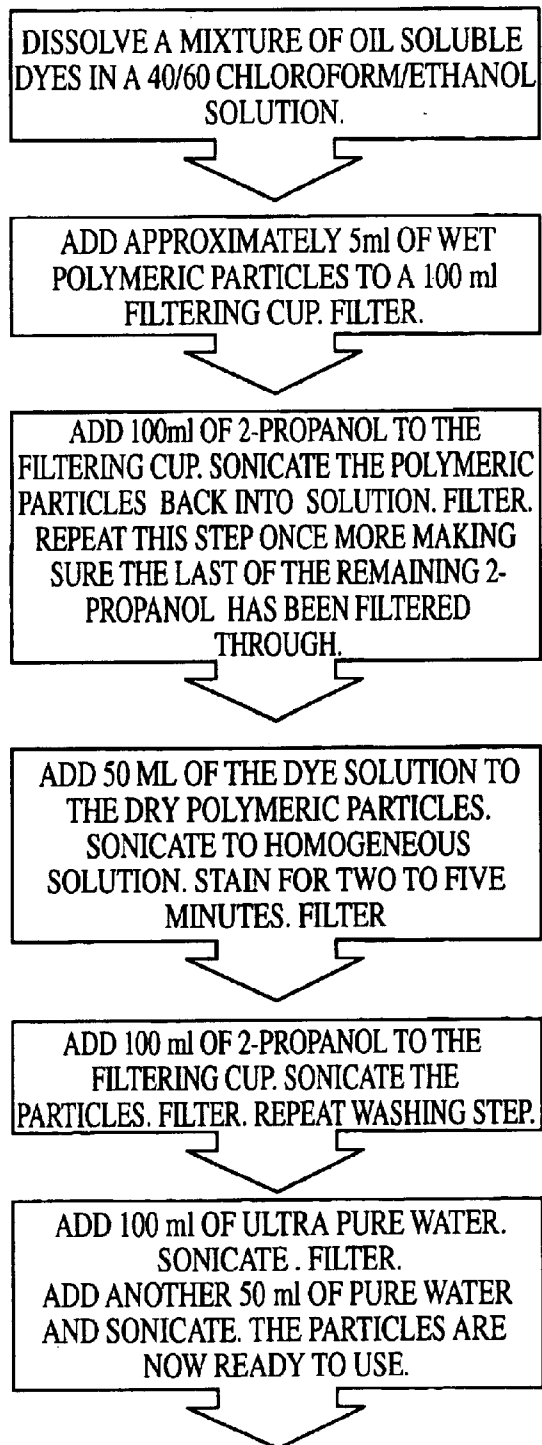 DISSOLVE A MIXTURE OF OIL SOLUBLE
DYES IN A 40/60 CHLOROFORM/ETHANOL
SOLUTION.
ADD APPROXIMATELY 5ml OF WET
POLYMERIC PARTICLES TO A 100 ml
FILTERING CUP. FILTER.
ADD 100ml OF 2-PROPANOL TO THE
FILTERING CUP. SONICATE THE POLYMERIC
PARTICLES BACK INTO SOLUTION. FILTER.
REPEAT THIS STEP ONCE MORE MAKING
SURE THE LAST OF THE REMAINING 2-
PROPANOL HAS BEEN FILTERED
THROUGH.
ADD 50 ML OF THE DYE SOLUTION TO
THE DRY POLYMERIC PARTICLES.
SONICATE TO HOMOGENEOUS
SOLUTION. STAIN FOR TWO TO FIVE
MINUTES. FILTER
ADD 100 ml OF 2-PROPANOL TO THE
FILTERING CUP. SONICATE THE
PARTICLES. FILTER. REPEAT WASHING STEP.
ADD 100 ml OF ULTRA PURE WATER.
SONICATE . FILTER.
ADD ANOTHER 50 ml OF PURE WATER
AND SONICATE. THE PARTICLES ARE
NOW READY TO USE.